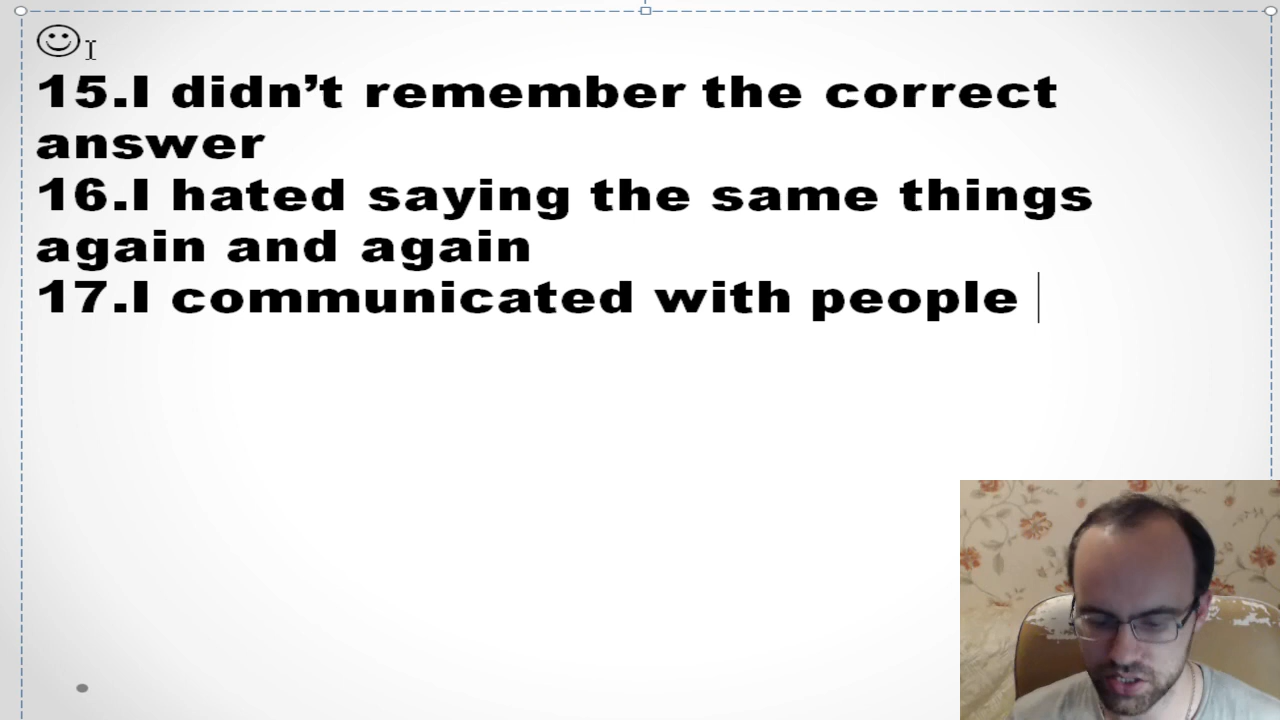 15.I didn’t remember the correct
answer
16.I hated saying the same things
again and again
17.I communicated with people